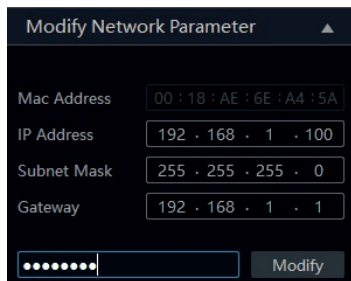 Modify Network Parameter ▲
Mac Address 00 : 18 : AE : 6E : A4 : 5A
IP Address 192 . 168 . 1 . 100
Subnet Mask 255 . 255 . 255 . 0
Gateway 192 . 168 . 1 . 1
●●●●●●●● Modify